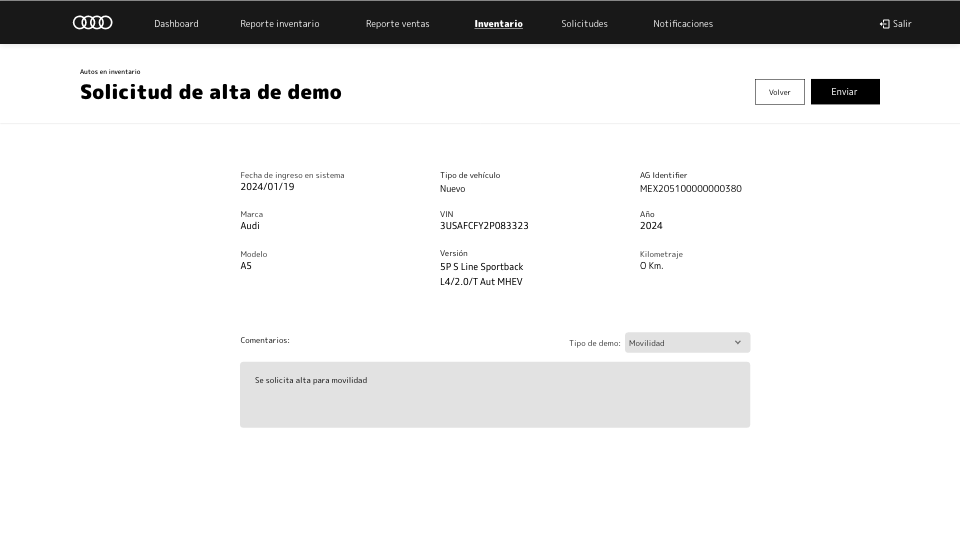 Dashboard
Reporte inventario
Reporte ventas
Inventario
Solicitudes
Notificaciones
Salir
Autos en inventario
Solicitud de alta de demo
Volver
Enviar
Fecha de ingreso en sistema
2024/01/19
Tipo de vehículo
Nuevo
AG Identifier
MEX205100000000380
Marca
Audi
VIN
3USAFCFY2P083323
Año
2024
Modelo
A5
Versión
5P S Line Sportback
L4/2.0/T Aut MHEV
Kilometraje
0 Km.
Comentarios:
Tipo de demo:
Movilidad
Se solicita alta para movilidad